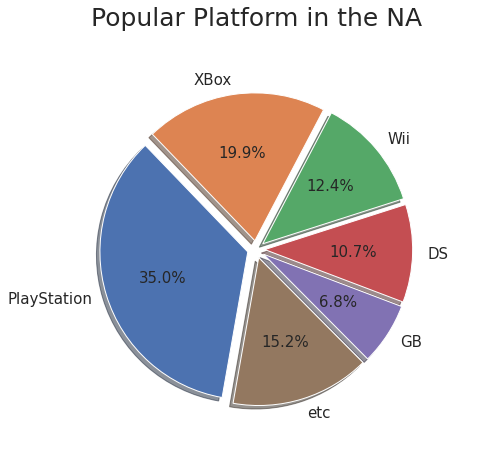 Popular Platform in the NA
XBox
19.9%
Wii
12.4%
DS
10.7%
PlayStation
35.0%
6.8%
GB
15.2%
etc